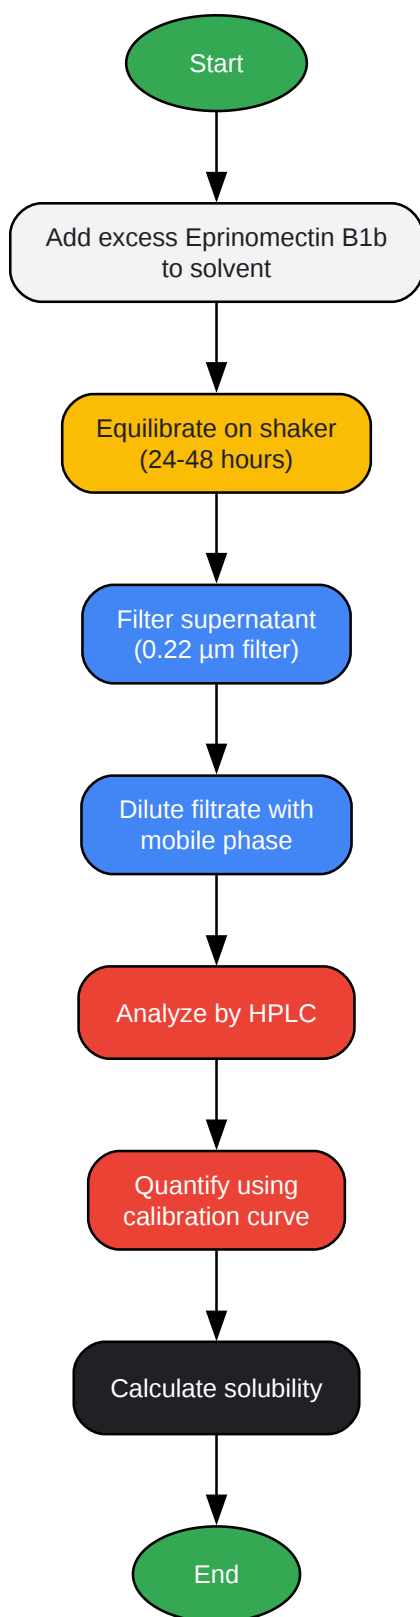 Start
Add excess Eprinomectin B1b
to solvent
Equilibrate on shaker
(24-48 hours)
Filter supernatant
(0.22 µm filter)
Dilute filtrate with
mobile phase
Analyze by HPLC
Quantify using
calibration curve
Calculate solubility
End